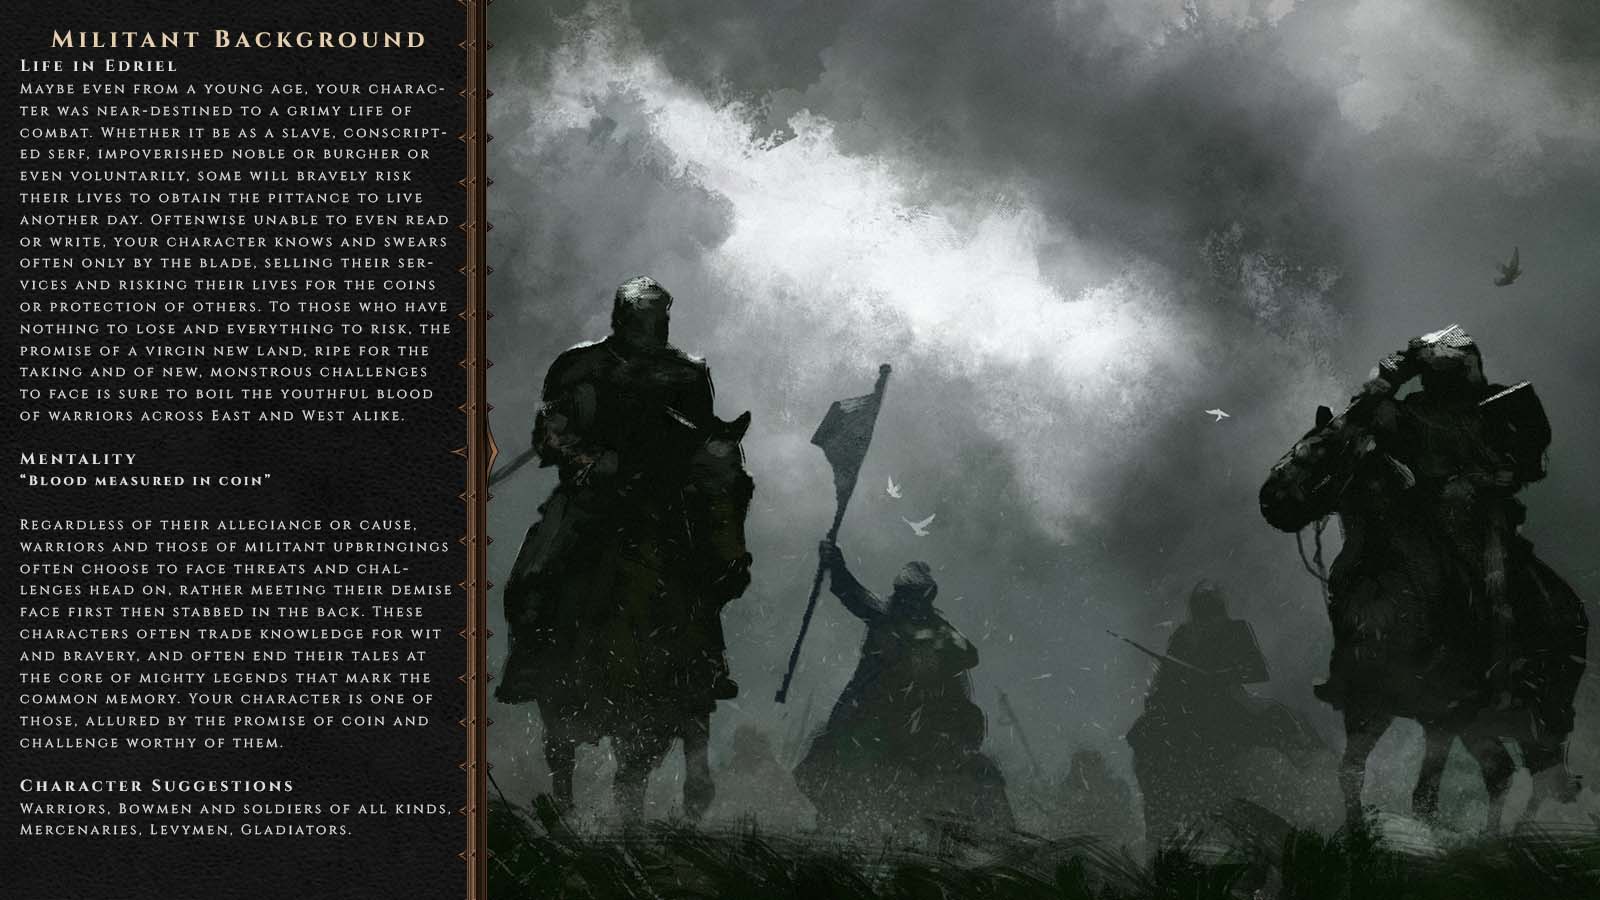 Militant Background
Life in Edriel
Maybe even from a young age, your charac-
ter was near-destined to a grimy life of
combat. Whether it be as a slave, conscript-
ed serf, impoverished noble or burgher or
even voluntarily, some will bravely risk
their lives to obtain the pittance to live
another day. Oftenwise unable to even read
or write, your character knows and swears
often only by the blade, selling their ser-
vices and risking their lives for the coins
or protection of others. To those who have
nothing to lose and everything to risk, the
promise of a virgin new land, ripe for the
taking and of new, monstrous challenges
to face is sure to boil the youthful blood
of warriors across East and West alike.
Mentality
“Blood measured in coin”
Regardless of their allegiance or cause,
warriors and those of militant upbringings
often choose to face threats and chal-
lenges head on, rather meeting their demise
face first then stabbed in the back. These
characters often trade knowledge for wit
and bravery, and often end their tales at
the core of mighty legends that mark the
common memory. Your character is one of
those, allured by the promise of coin and
challenge worthy of them.
Character Suggestions
Warriors, Bowmen and soldiers of all kinds,
Mercenaries, Levymen, Gladiators.